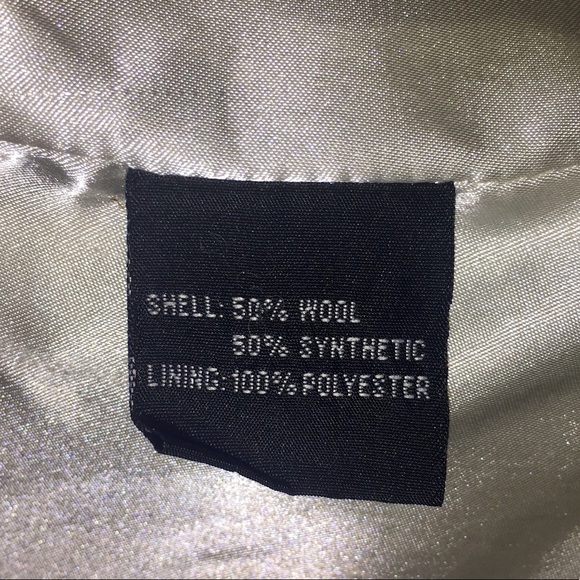 SHELL: 50% WOOL
50% SYNTHETIC
LINING: 100% POLYESTER